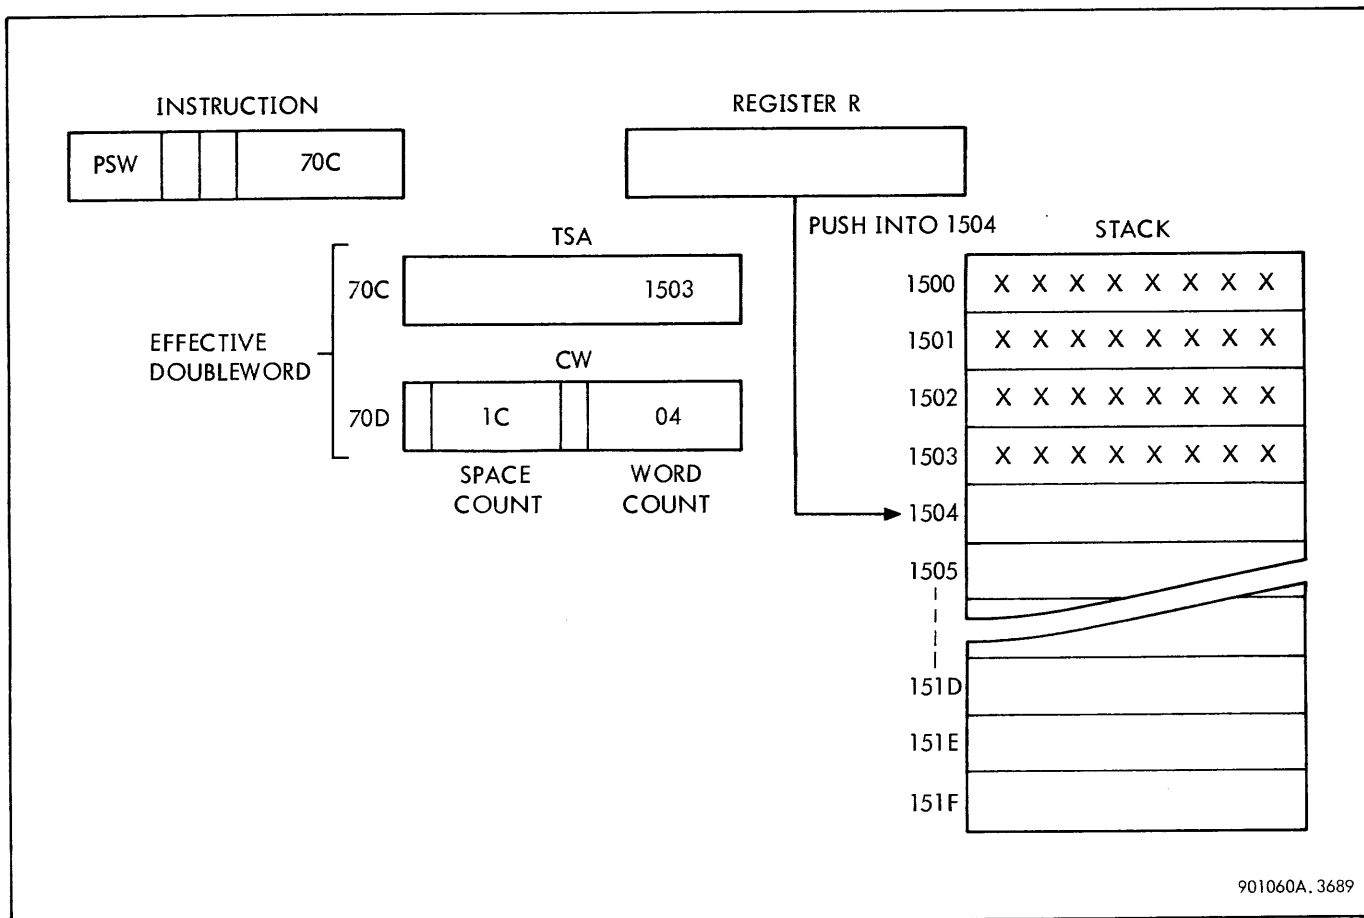 INSTRUCTION
REGISTER R
PSW
70C
PUSH INTO 1504
STACK
TSA
70C
1503
EFFECTIVE
DOUBLEWORD
CW
70D
1C
04
SPACE
COUNT
WORD
COUNT
1500
X X X X X X X X
1501
X X X X X X X X
1502
X X X X X X X X
1503
X X X X X X X X
1504
1505
151D
151E
151F
901060A. 3689